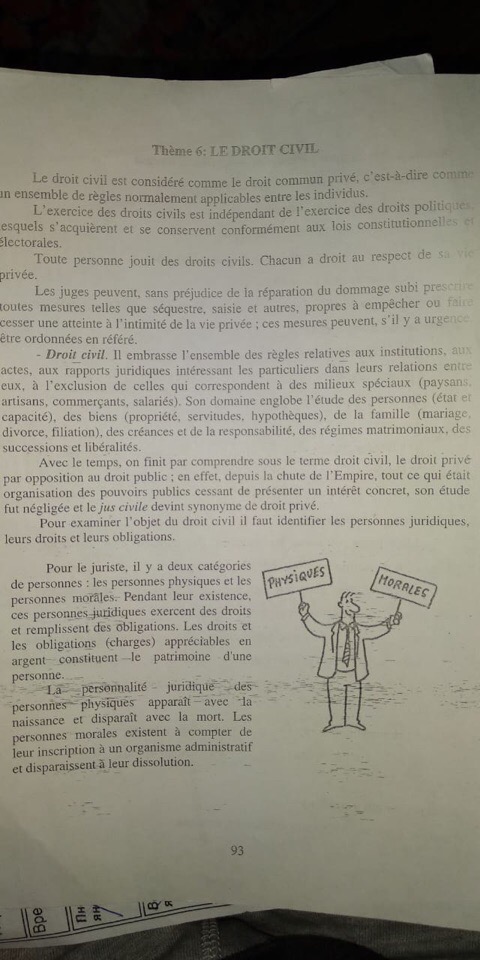 Thème 6: LE DROIT CIVIL
Le droit civil est considéré comme le droit commun privé, c'est-à-dire comme
un ensemble de règles normalement applicables entre les individus.
L'exercice des droits civils est indépendant de l'exercice des droits politiques,
lesquels s'acquièrent et se conservent conformément aux lois constitutionnelles et
électorales.
Toute personne jouit des droits civils. Chacun a droit au respect de sa vie
privée.
Les juges peuvent, sans préjudice de la réparation du dommage subi prescrire
toutes mesures telles que séquestre, saisie et autres, propres à empêcher ou faire
cesser une atteinte à l'intimité de la vie privée ; ces mesures peuvent, s'il y a urgence,
être ordonnées en référé.
- Droit civil. Il embrasse l'ensemble des règles relatives aux institutions, aux
actes, aux rapports juridiques intéressant les particuliers dans leurs relations entre
eux, à l'exclusion de celles qui correspondent à des milieux spéciaux (paysans,
artisans, commerçants, salariés). Son domaine englobe l'étude des personnes (état et
capacité), des biens (propriété, servitudes, hypothèques), de la famille (mariage,
divorce, filiation), des créances et de la responsabilité, des régimes matrimoniaux, des
successions et libéralités.
Avec le temps, on finit par comprendre sous le terme droit civil, le droit privé
par opposition au droit public ; en effet, depuis la chute de l'Empire, tout ce qui était
organisation des pouvoirs publics cessant de présenter un intérêt concret, son étude
fut négligée et le jus civile devint synonyme de droit privé.
Pour examiner l'objet du droit civil il faut identifier les personnes juridiques,
leurs droits et leurs obligations.
Pour le juriste, il y a deux catégories
de personnes : les personnes physiques et les
personnes morales. Pendant leur existence,
ces personnes juridiques exercent des droits
et remplissent des obligations. Les droits et
les obligations (charges) appréciables en
argent constituent le patrimoine d'une
personne.
La personnalité juridique des
personnes physiques apparaît avec la
naissance et disparaît avec la mort. Les
personnes morales existent à compter de
leur inscription à un organisme administratif
et disparaissent à leur dissolution.
PHYSIQUES
MORALES
93
Вре
Пн
ян
В
я